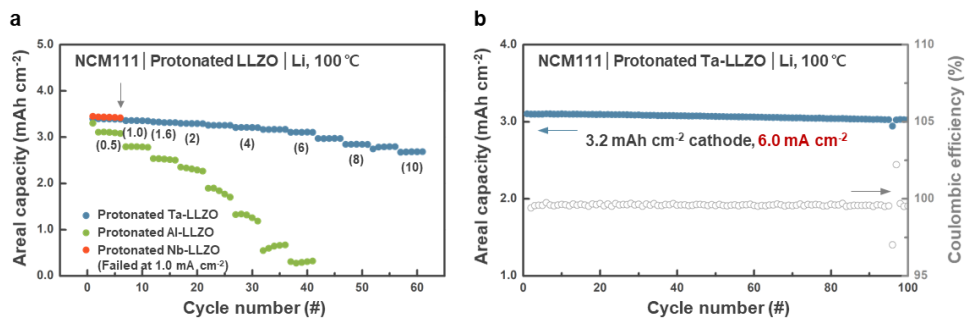 a
NCM111 | Protonated LLZO | Li, 100 ℃
Areal capacity (mAh cm⁻²)
5.0
4.0
3.0
2.0
1.0
0.0
(0.5)
(1.0)
(1.6)
(2)
(4)
(6)
(8)
(10)
Protonated Ta-LLZO
Protonated Al-LLZO
Protonated Nb-LLZO
(Failed at 1.0 mA cm⁻²)
0 10 20 30 40 50 60
Cycle number (#)
b
NCM111 | Protonated Ta-LLZO | Li, 100 ℃
Areal capacity (mAh cm⁻²)
4.0
3.0
2.0
1.0
3.2 mAh cm⁻² cathode, 6.0 mA cm⁻²
110
105
100
95
Coulombic efficiency (%)
0 20 40 60 80 100
Cycle number (#)